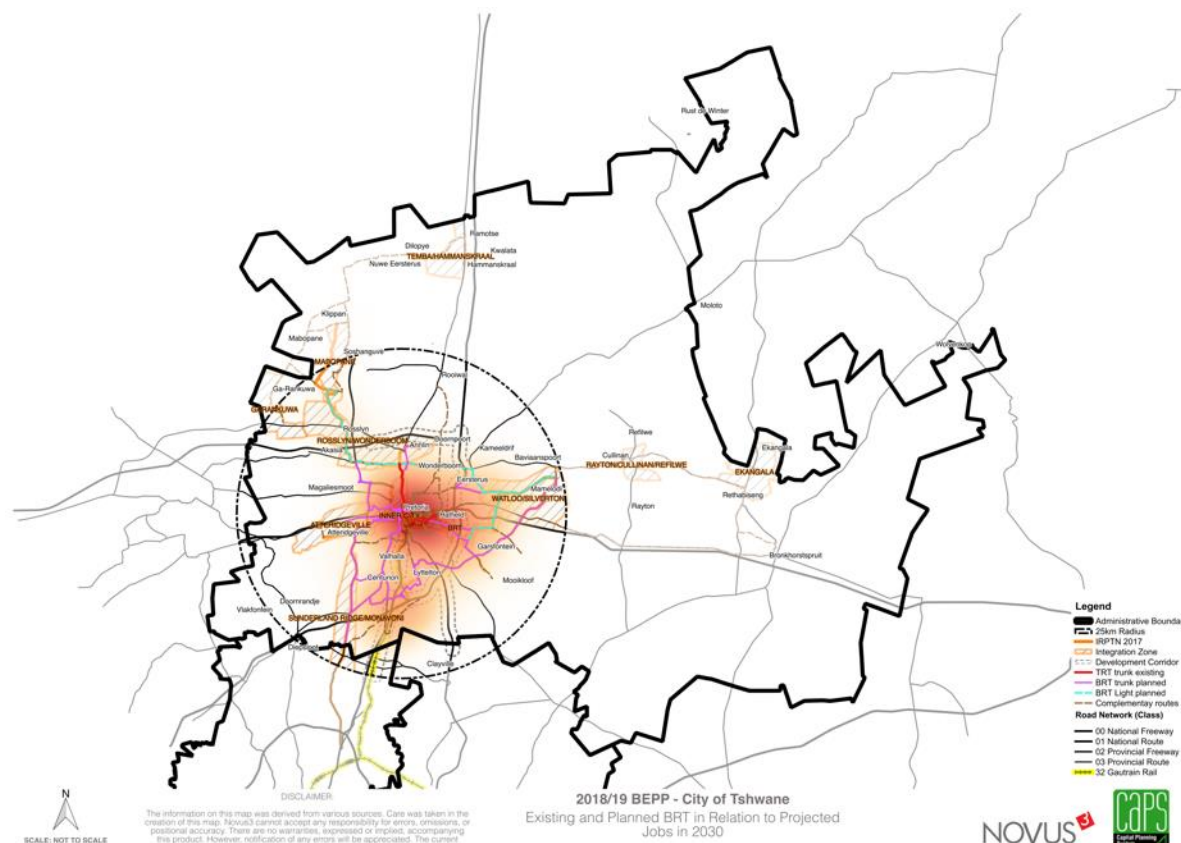 Rust de Winter
Ramotse
Dilopye
Kwalata
TEMBA/HAMMANSKRAAL
Nuwe Eersterus
Hammanskraal
Moloto
Klippan
Mabopane
Soshanguve
MABOPANE
Rooiwal
Ga-Rankuwa
GARANKUWA
Rosslyn
ROSSLYN/WONDERBOOM
Doornpoort
Akasia
Kameeldrif
Baviaanspoort
Wonderboom
Refilwe
Cullinan
RAYTON/CULLINAN/REFILWE
Ekangala
EKANGALA
Eersterus
Magaliesmoot
Mamelodi
WATLOO/SILVERTON
Rethabiseng
Rayton
Pretoria
INNER CITY
Hatfield
BRT
ATTERIDGEVILLE
Atteridgeville
Garsfontein
Valhalla
Bronkhorstspruit
Centurion
Lyttelton
Mooikloof
Doornrandje
Vlakfontein
SUNDERLAND RIDGE/MONAVONI
Diepsloot
Clayville
Legend
Administrative Bounda
25km Radius
IRPTN 2017
Integration Zone
Development Corridor
TRT trunk existing
BRT trunk planned
BRT Light planned
Complementay routes
Road Network (Class)
00 National Freeway
01 National Route
02 Provincial Freeway
03 Provincial Route
32 Gautrain Rail
N
SCALE: NOT TO SCALE
DISCLAIMER
The information on this map was derived from various sources. Care was taken in the
creation of this map. Novus3 cannot accept any responsibility for errors, omissions, or
positional accuracy. There are no warranties, expressed or implied, accompanying
this product. However, notification of any errors will be appreciated. The current
2018/19 BEPP - City of Tshwane
Existing and Planned BRT in Relation to Projected
Jobs in 2030
NOVUS3
CAPS
Capital Planning